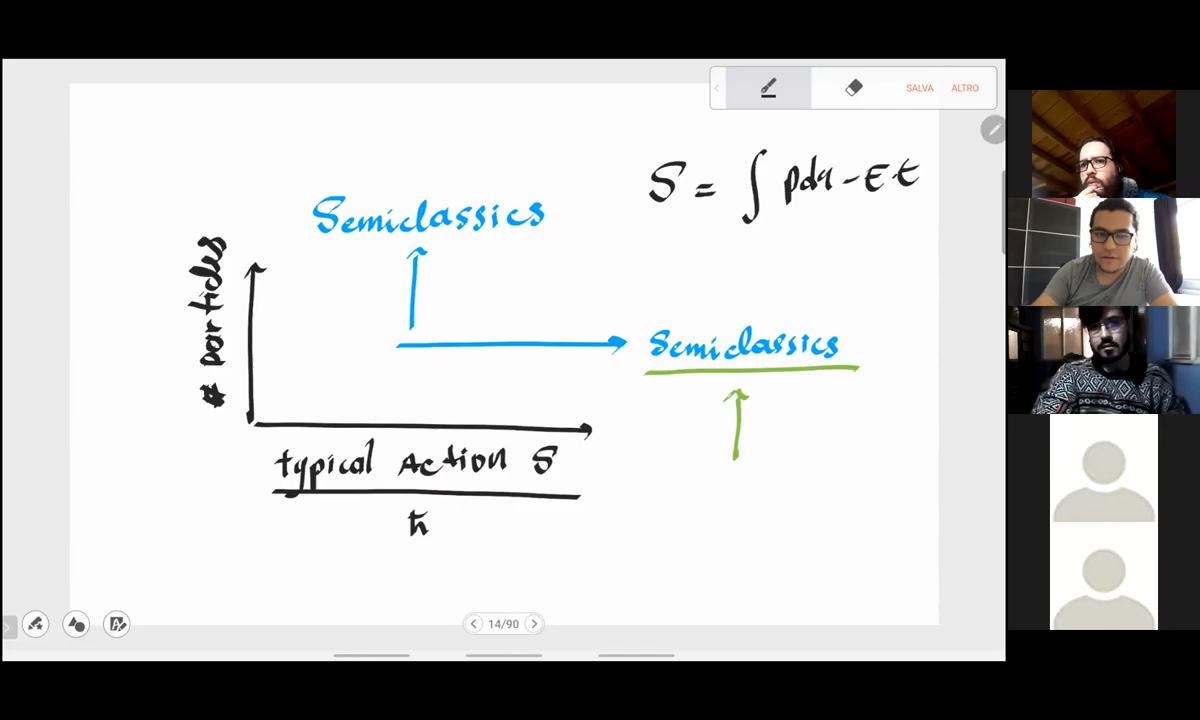 SALVA ALTRO
S = ∫ pdq - Et
Semiclassics
# particles
Semiclassics
typical Action S
ħ
14/90